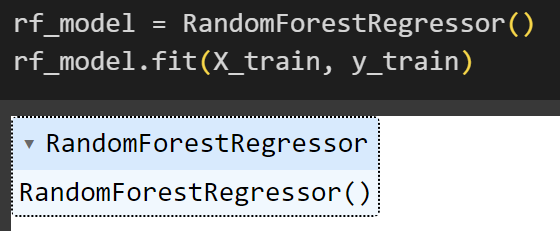 rf_model = RandomForestRegressor()
rf_model.fit(X_train, y_train)
▾ RandomForestRegressor
RandomForestRegressor()